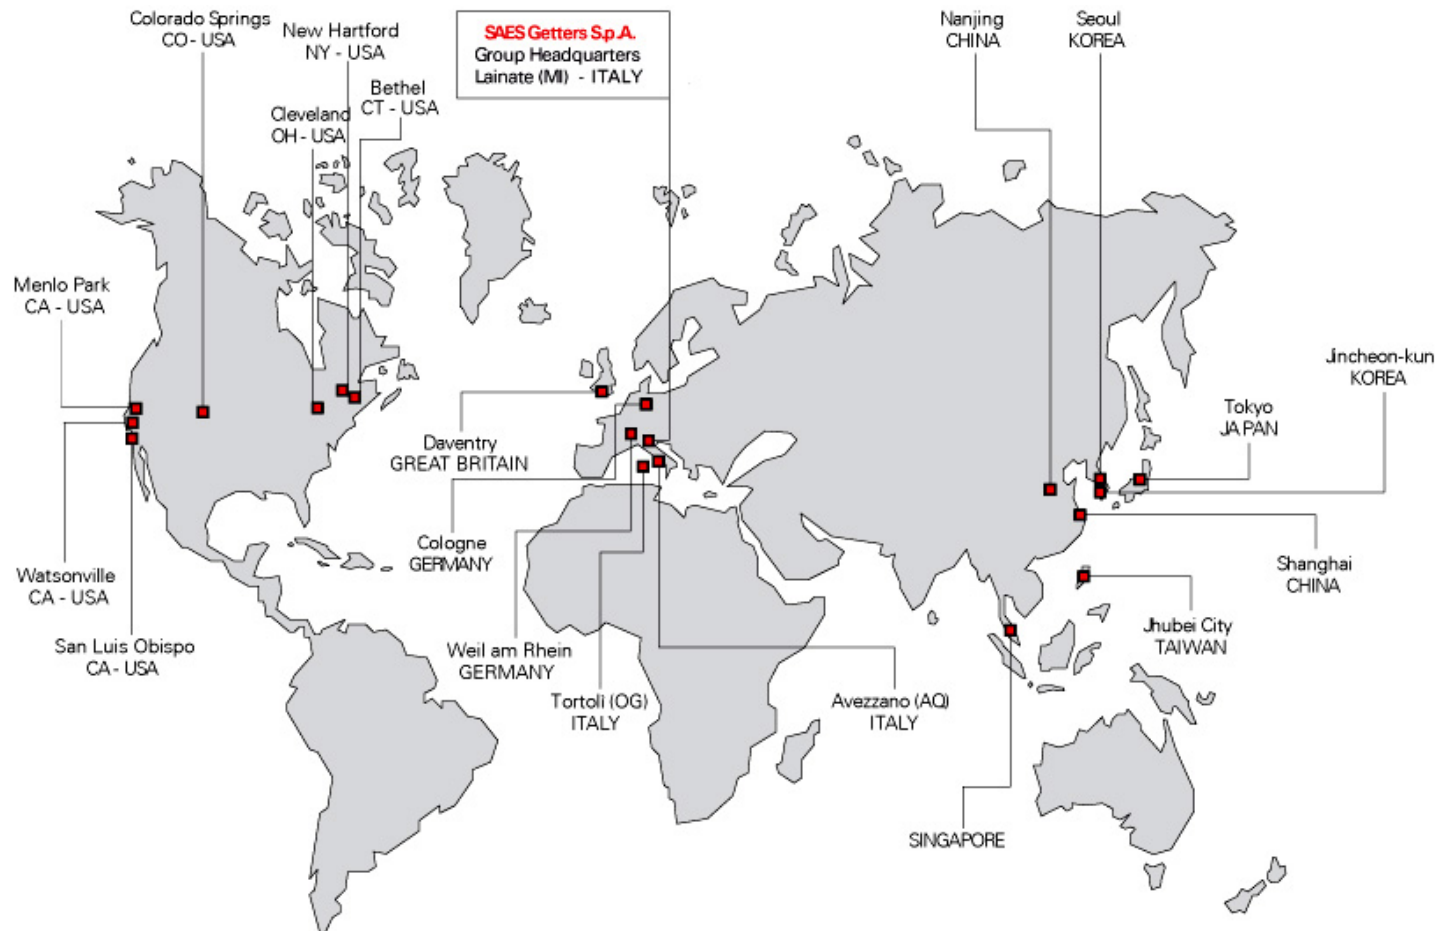 Colorado Springs
CO - USA
New Hartford
NY - USA
Bethel
CT - USA
Cleveland
OH - USA
SAES Getters S.p.A.
Group Headquarters
Lainate (MI) - ITALY
Nanjing
CHINA
Seoul
KOREA
Menlo Park
CA - USA
Jincheon-kun
KOREA
Tokyo
JAPAN
Daventry
GREAT BRITAIN
Cologne
GERMANY
Watsonville
CA - USA
Shanghai
CHINA
San Luis Obispo
CA - USA
Weil am Rhein
GERMANY
Jhubei City
TAIWAN
Tortolì (OG)
ITALY
Avezzano (AQ)
ITALY
SINGAPORE